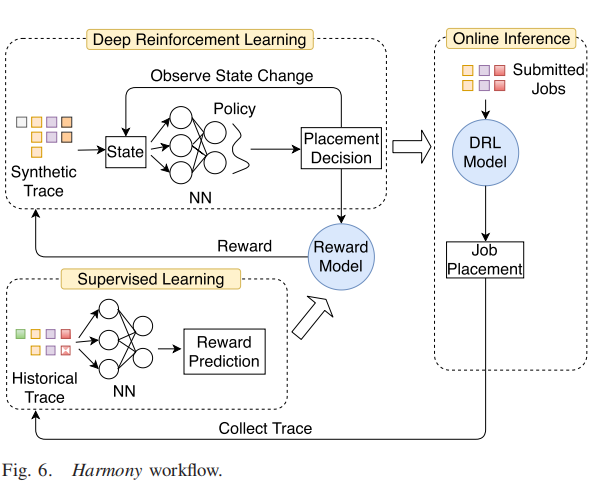 Deep Reinforcement Learning
Online Inference
Observe State Change
Submitted
Jobs
Policy
State
Placement
Decision
DRL
Model
Synthetic
Trace
NN
Reward
Reward
Model
Job
Placement
Supervised Learning
Reward
Prediction
Historical
Trace
NN
Collect Trace
Fig. 6. Harmony workflow.